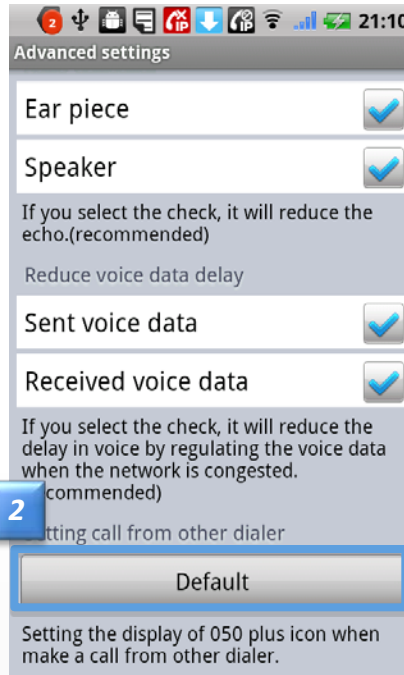 2 21:10
Advanced settings
Ear piece
Speaker
If you select the check, it will reduce the
echo.(recommended)
Reduce voice data delay
Sent voice data
Received voice data
If you select the check, it will reduce the
delay in voice by regulating the voice data
when the network is congested.
commended)
2
tting call from other dialer
Default
Setting the display of 050 plus icon when
make a call from other dialer.